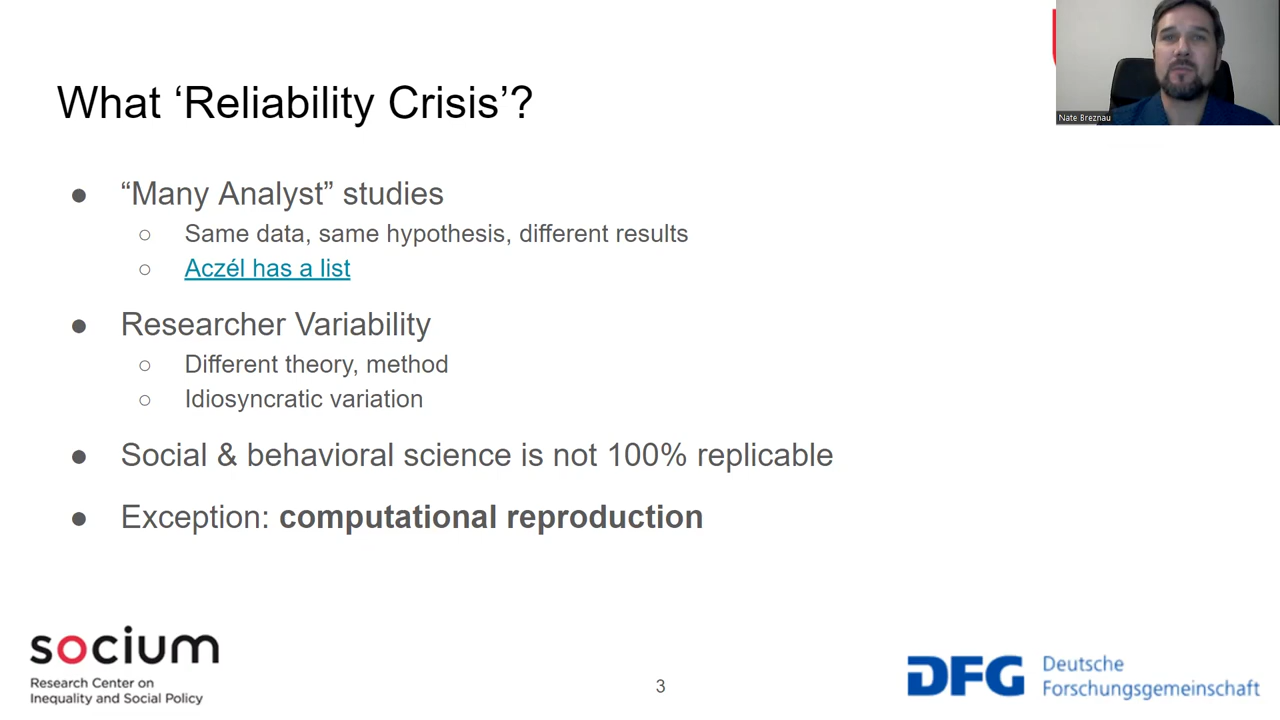 Nate Breznau
What ‘Reliability Crisis’?
● “Many Analyst” studies
○ Same data, same hypothesis, different results
○ Aczél has a list
● Researcher Variability
○ Different theory, method
○ Idiosyncratic variation
● Social & behavioral science is not 100% replicable
● Exception: computational reproduction
socium
Research Center on
Inequality and Social Policy
3
DFG
Deutsche
Forschungsgemeinschaft